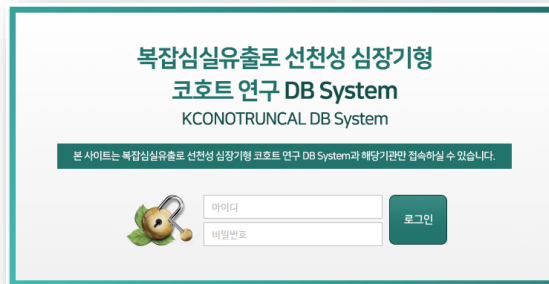 복잡심실유출로 선천성 심장기형
코호트 연구 DB System
KCONOTRUNCAL DB System
본 사이트는 복잡심실유출로 선천성 심장기형 코호트 연구 DB System과 해당기관만 접속하실 수 있습니다.
아이디
비밀번호
로그인